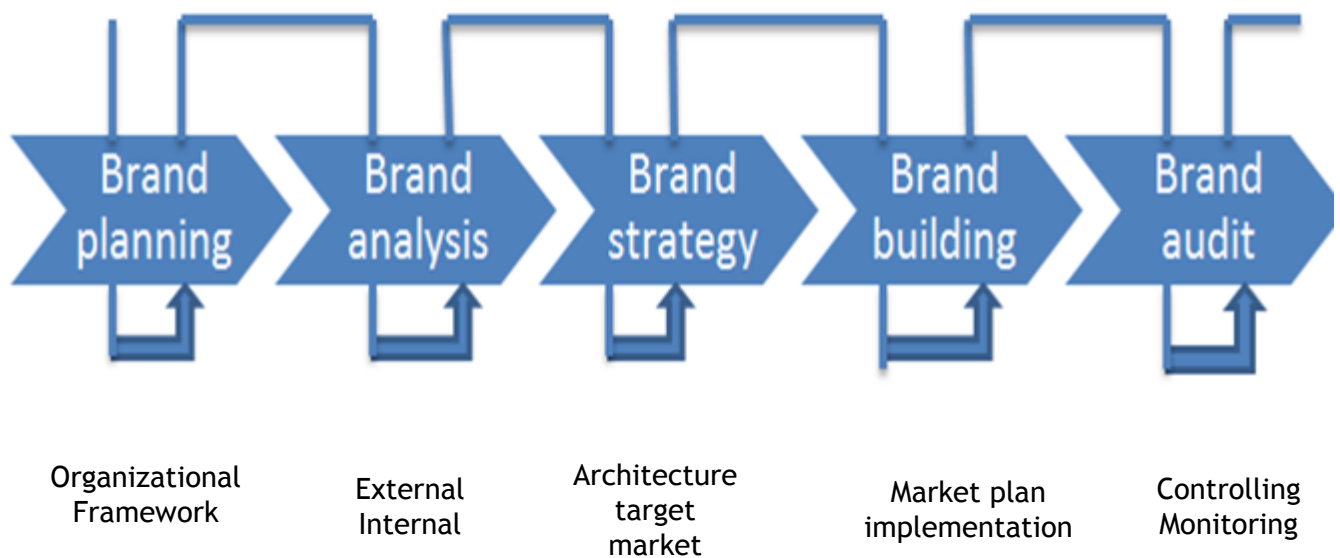 Brand
planning
Brand
analysis
Brand
strategy
Brand
building
Brand
audit
Organizational
Framework
External
Internal
Architecture
target
market
Market plan
implementation
Controlling
Monitoring